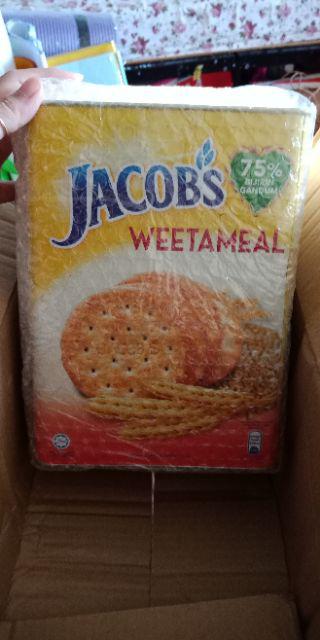 JACOB'S
75%
BIJIRIN
GANDUM
WEETAMEAL